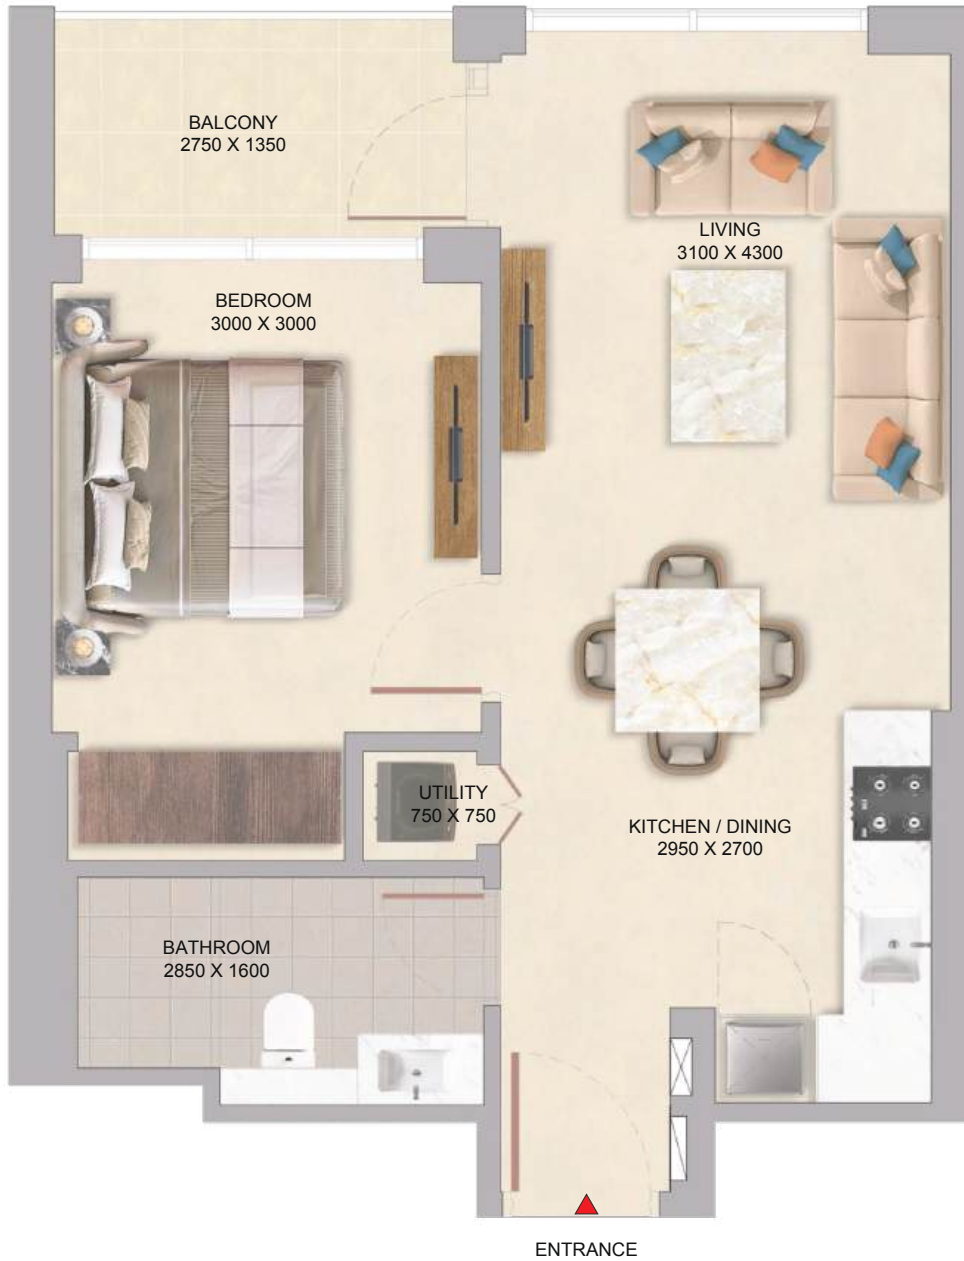 BALCONY
2750 X 1350
LIVING
3100 X 4300
BEDROOM
3000 X 3000
UTILITY
750 X 750
KITCHEN / DINING
2950 X 2700
BATHROOM
2850 X 1600
ENTRANCE